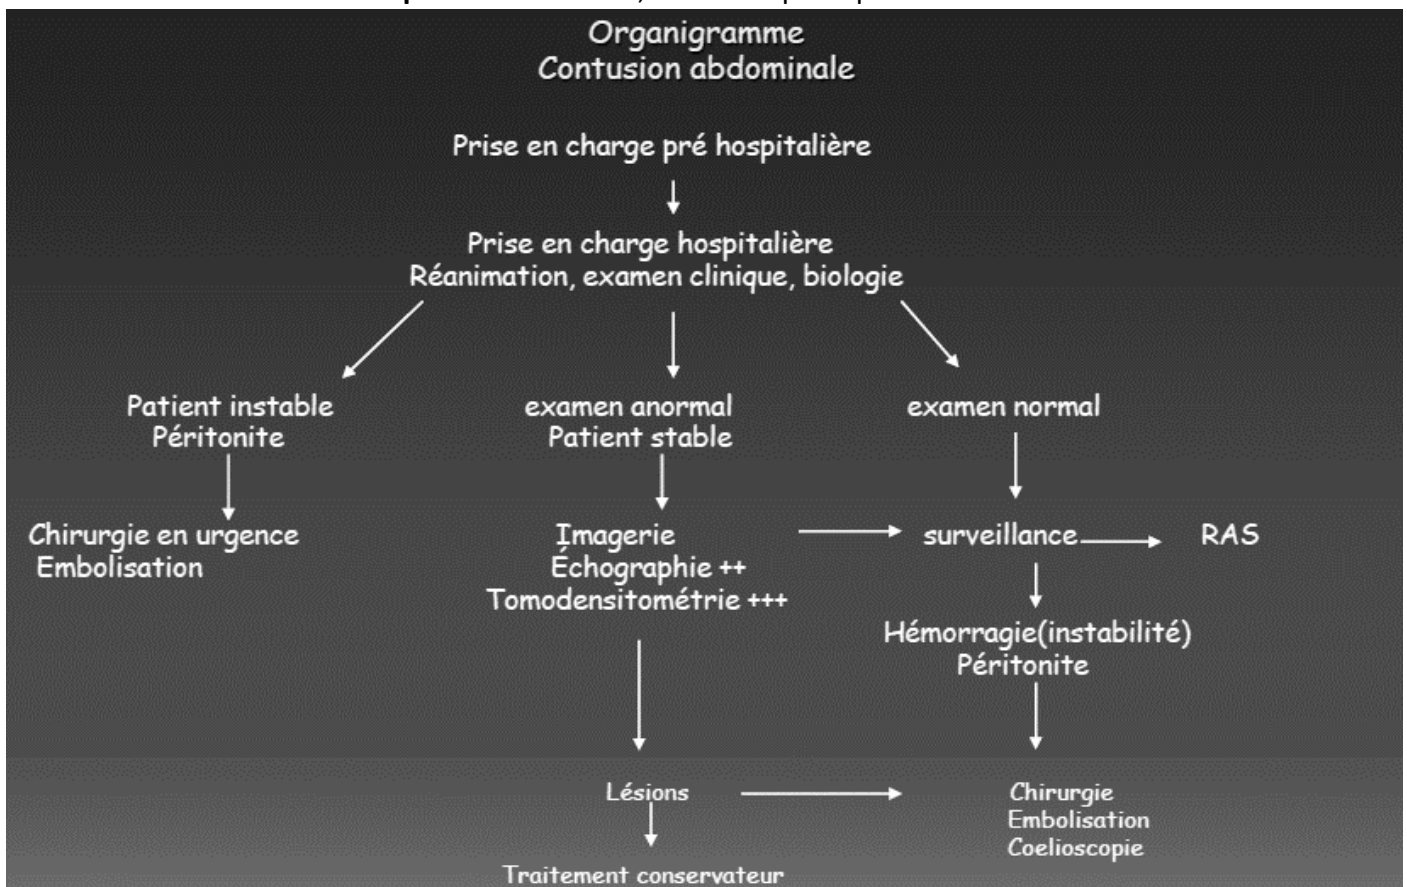 Organigramme
Contusion abdominale
Prise en charge pré hospitalière
Prise en charge hospitalière
Réanimation, examen clinique, biologie
Patient instable
Péritonite
examen anormal
Patient stable
examen normal
Chirurgie en urgence
Embolisation
Imagerie
Échographie ++
Tomodensitométrie +++
surveillance
RAS
Hémorragie(instabilité)
Péritonite
Lésions
Traitement conservateur
Chirurgie
Embolisation
Coelioscopie